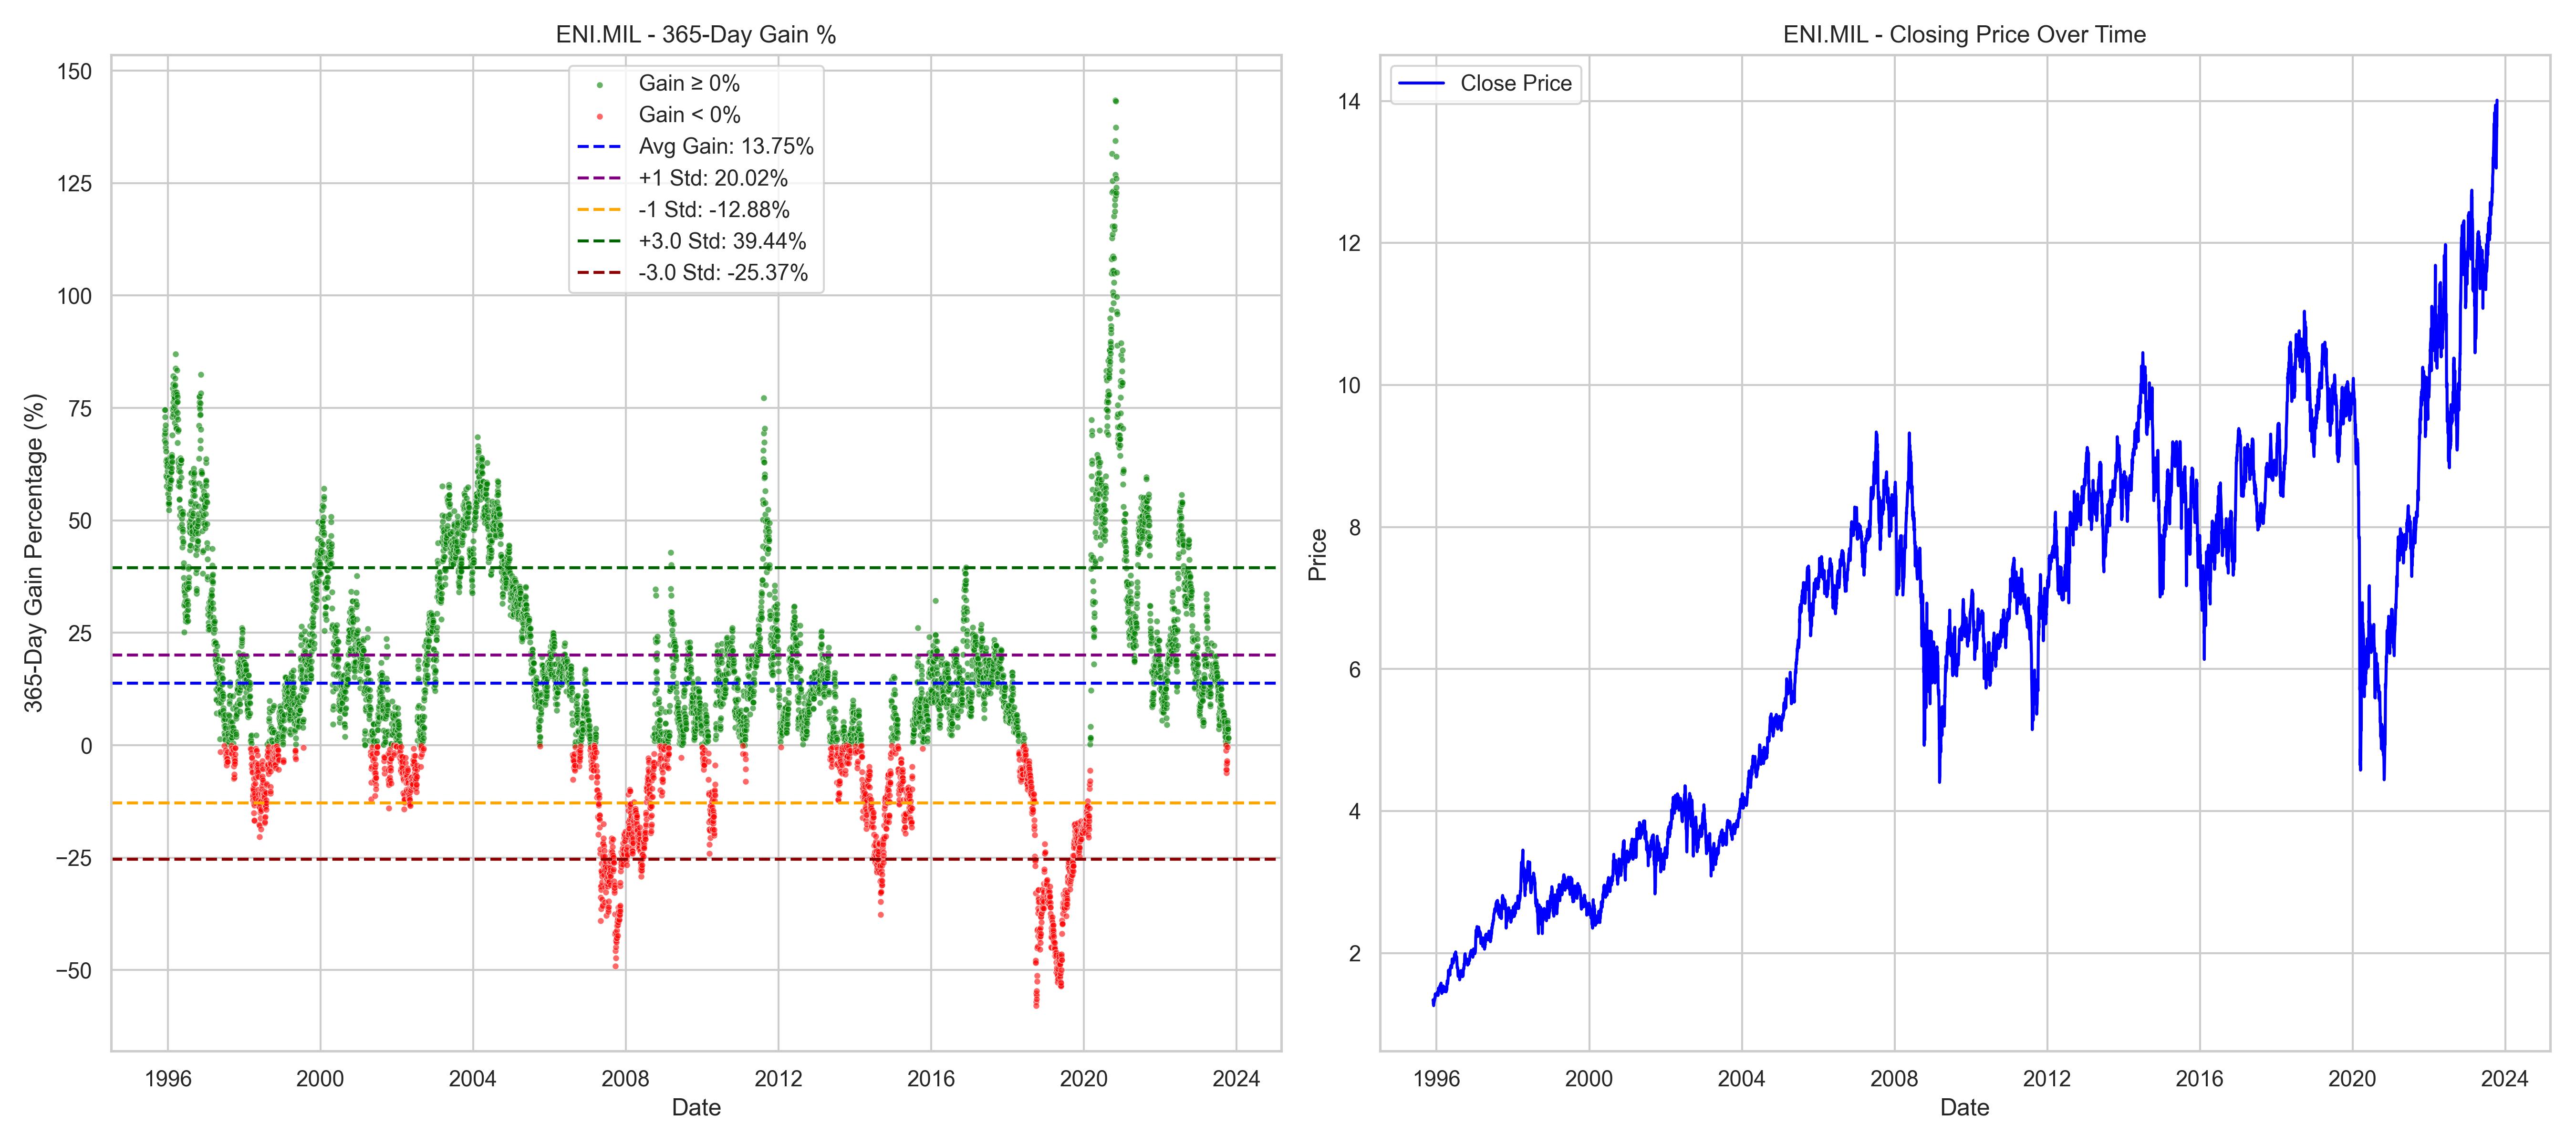 ENI.MIL - 365-Day Gain %
150
125
100
75
50
25
0
−25
−50
365-Day Gain Percentage (%)
Gain ≥ 0%
Gain < 0%
Avg Gain: 13.75%
+1 Std: 20.02%
-1 Std: -12.88%
+3.0 Std: 39.44%
-3.0 Std: -25.37%
1996 2000 2004 2008 2012 2016 2020 2024
Date
ENI.MIL - Closing Price Over Time
Close Price
14
12
10
8
6
4
2
Price
1996 2000 2004 2008 2012 2016 2020 2024
Date